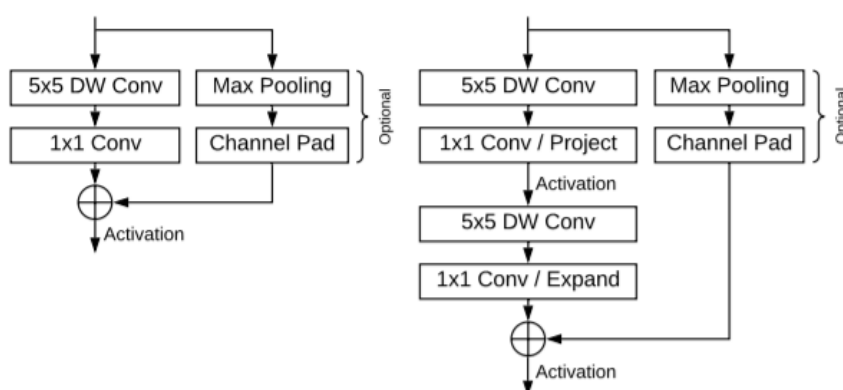 5x5 DW Conv
Max Pooling
1x1 Conv
Channel Pad
Optional
Activation
5x5 DW Conv
Max Pooling
1x1 Conv / Project
Channel Pad
Optional
Activation
5x5 DW Conv
1x1 Conv / Expand
Activation